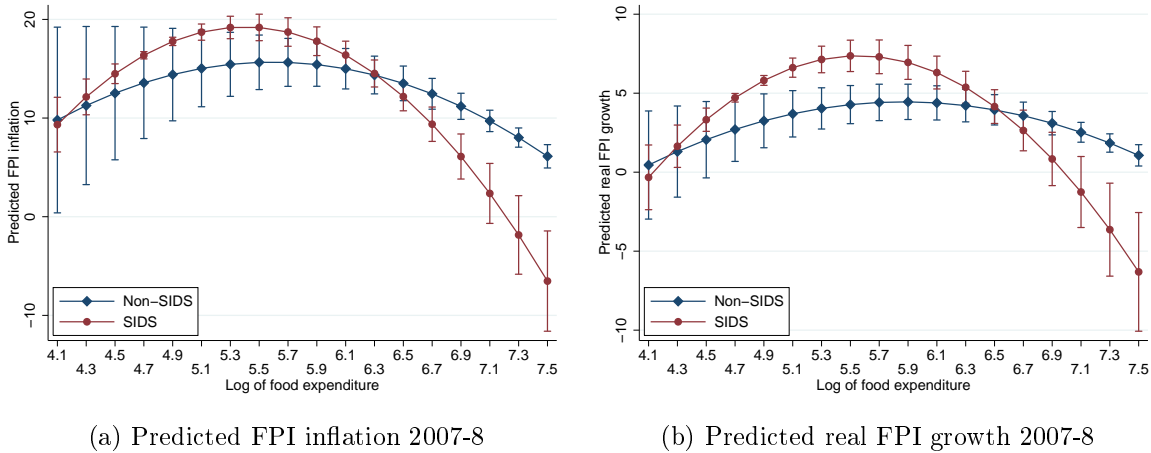 Predicted FPI inflation
20
10
0
−10
Non−SIDS
SIDS
4.1 4.5 4.9 5.3 5.7 6.1 6.5 6.9 7.3
4.3 4.7 5.1 5.5 5.9 6.3 6.7 7.1 7.5
Log of food expenditure
(a) Predicted FPI inflation 2007-8
Predicted real FPI growth
10
5
0
−5
−10
Non−SIDS
SIDS
4.1 4.5 4.9 5.3 5.7 6.1 6.5 6.9 7.3
4.3 4.7 5.1 5.5 5.9 6.3 6.7 7.1 7.5
Log of food expenditure
(b) Predicted real FPI growth 2007-8